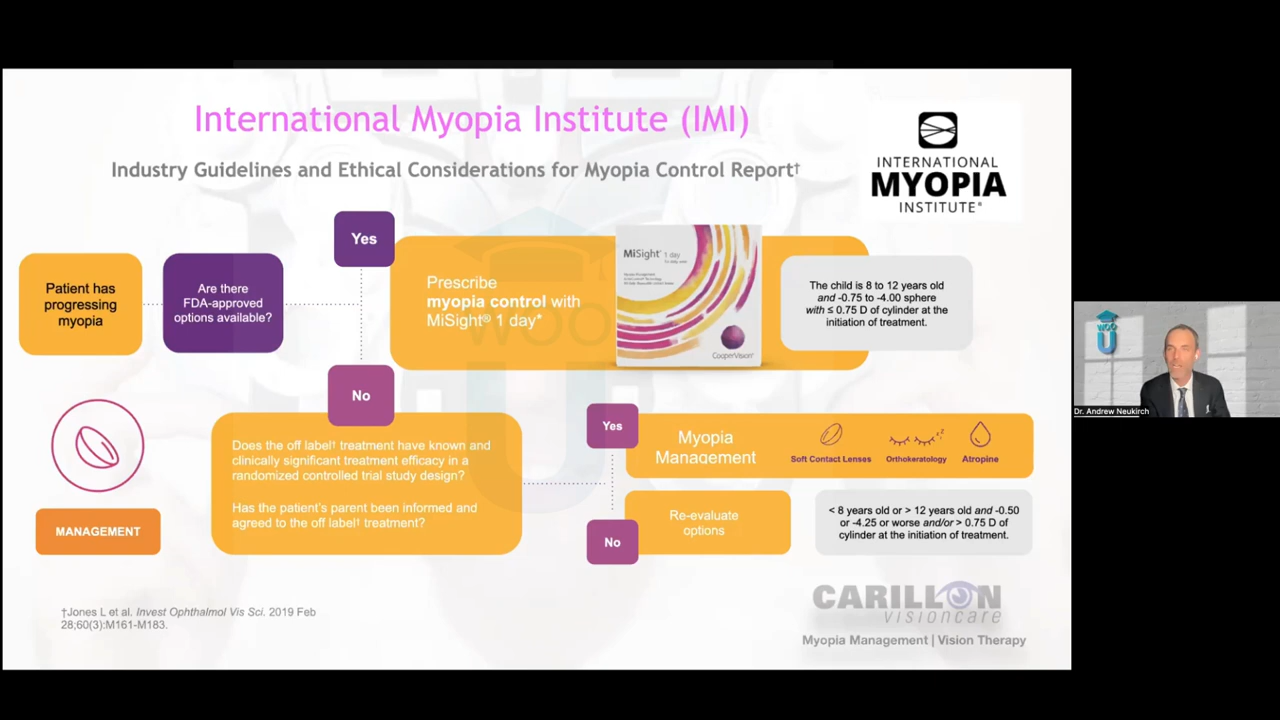 International Myopia Institute (IMI)
Industry Guidelines and Ethical Considerations for Myopia Control Report†
INTERNATIONAL
MYOPIA
INSTITUTE®
Yes
Patient has
progressing
myopia
Are there
FDA-approved
options available?
Prescribe
myopia control with
MiSight® 1 day*
MiSight® 1 day
CooperVision®
The child is 8 to 12 years old
and -0.75 to -4.00 sphere
with ≤ 0.75 D of cylinder at the
initiation of treatment.
No
Does the off label† treatment have known and
clinically significant treatment efficacy in a
randomized controlled trial study design?
Has the patient's parent been informed and
agreed to the off label† treatment?
Yes
Myopia
Management
Soft Contact Lenses
Orthokeratology
Atropine
No
Re-evaluate
options
< 8 years old or > 12 years old and -0.50
or -4.25 or worse and/or > 0.75 D of
cylinder at the initiation of treatment.
MANAGEMENT
†Jones L et al. Invest Ophthalmol Vis Sci. 2019 Feb
28;60(3):M161-M183.
CARILLON
visioncare
Myopia Management | Vision Therapy
WOO
U
WOO
U
Dr. Andrew Neukirch